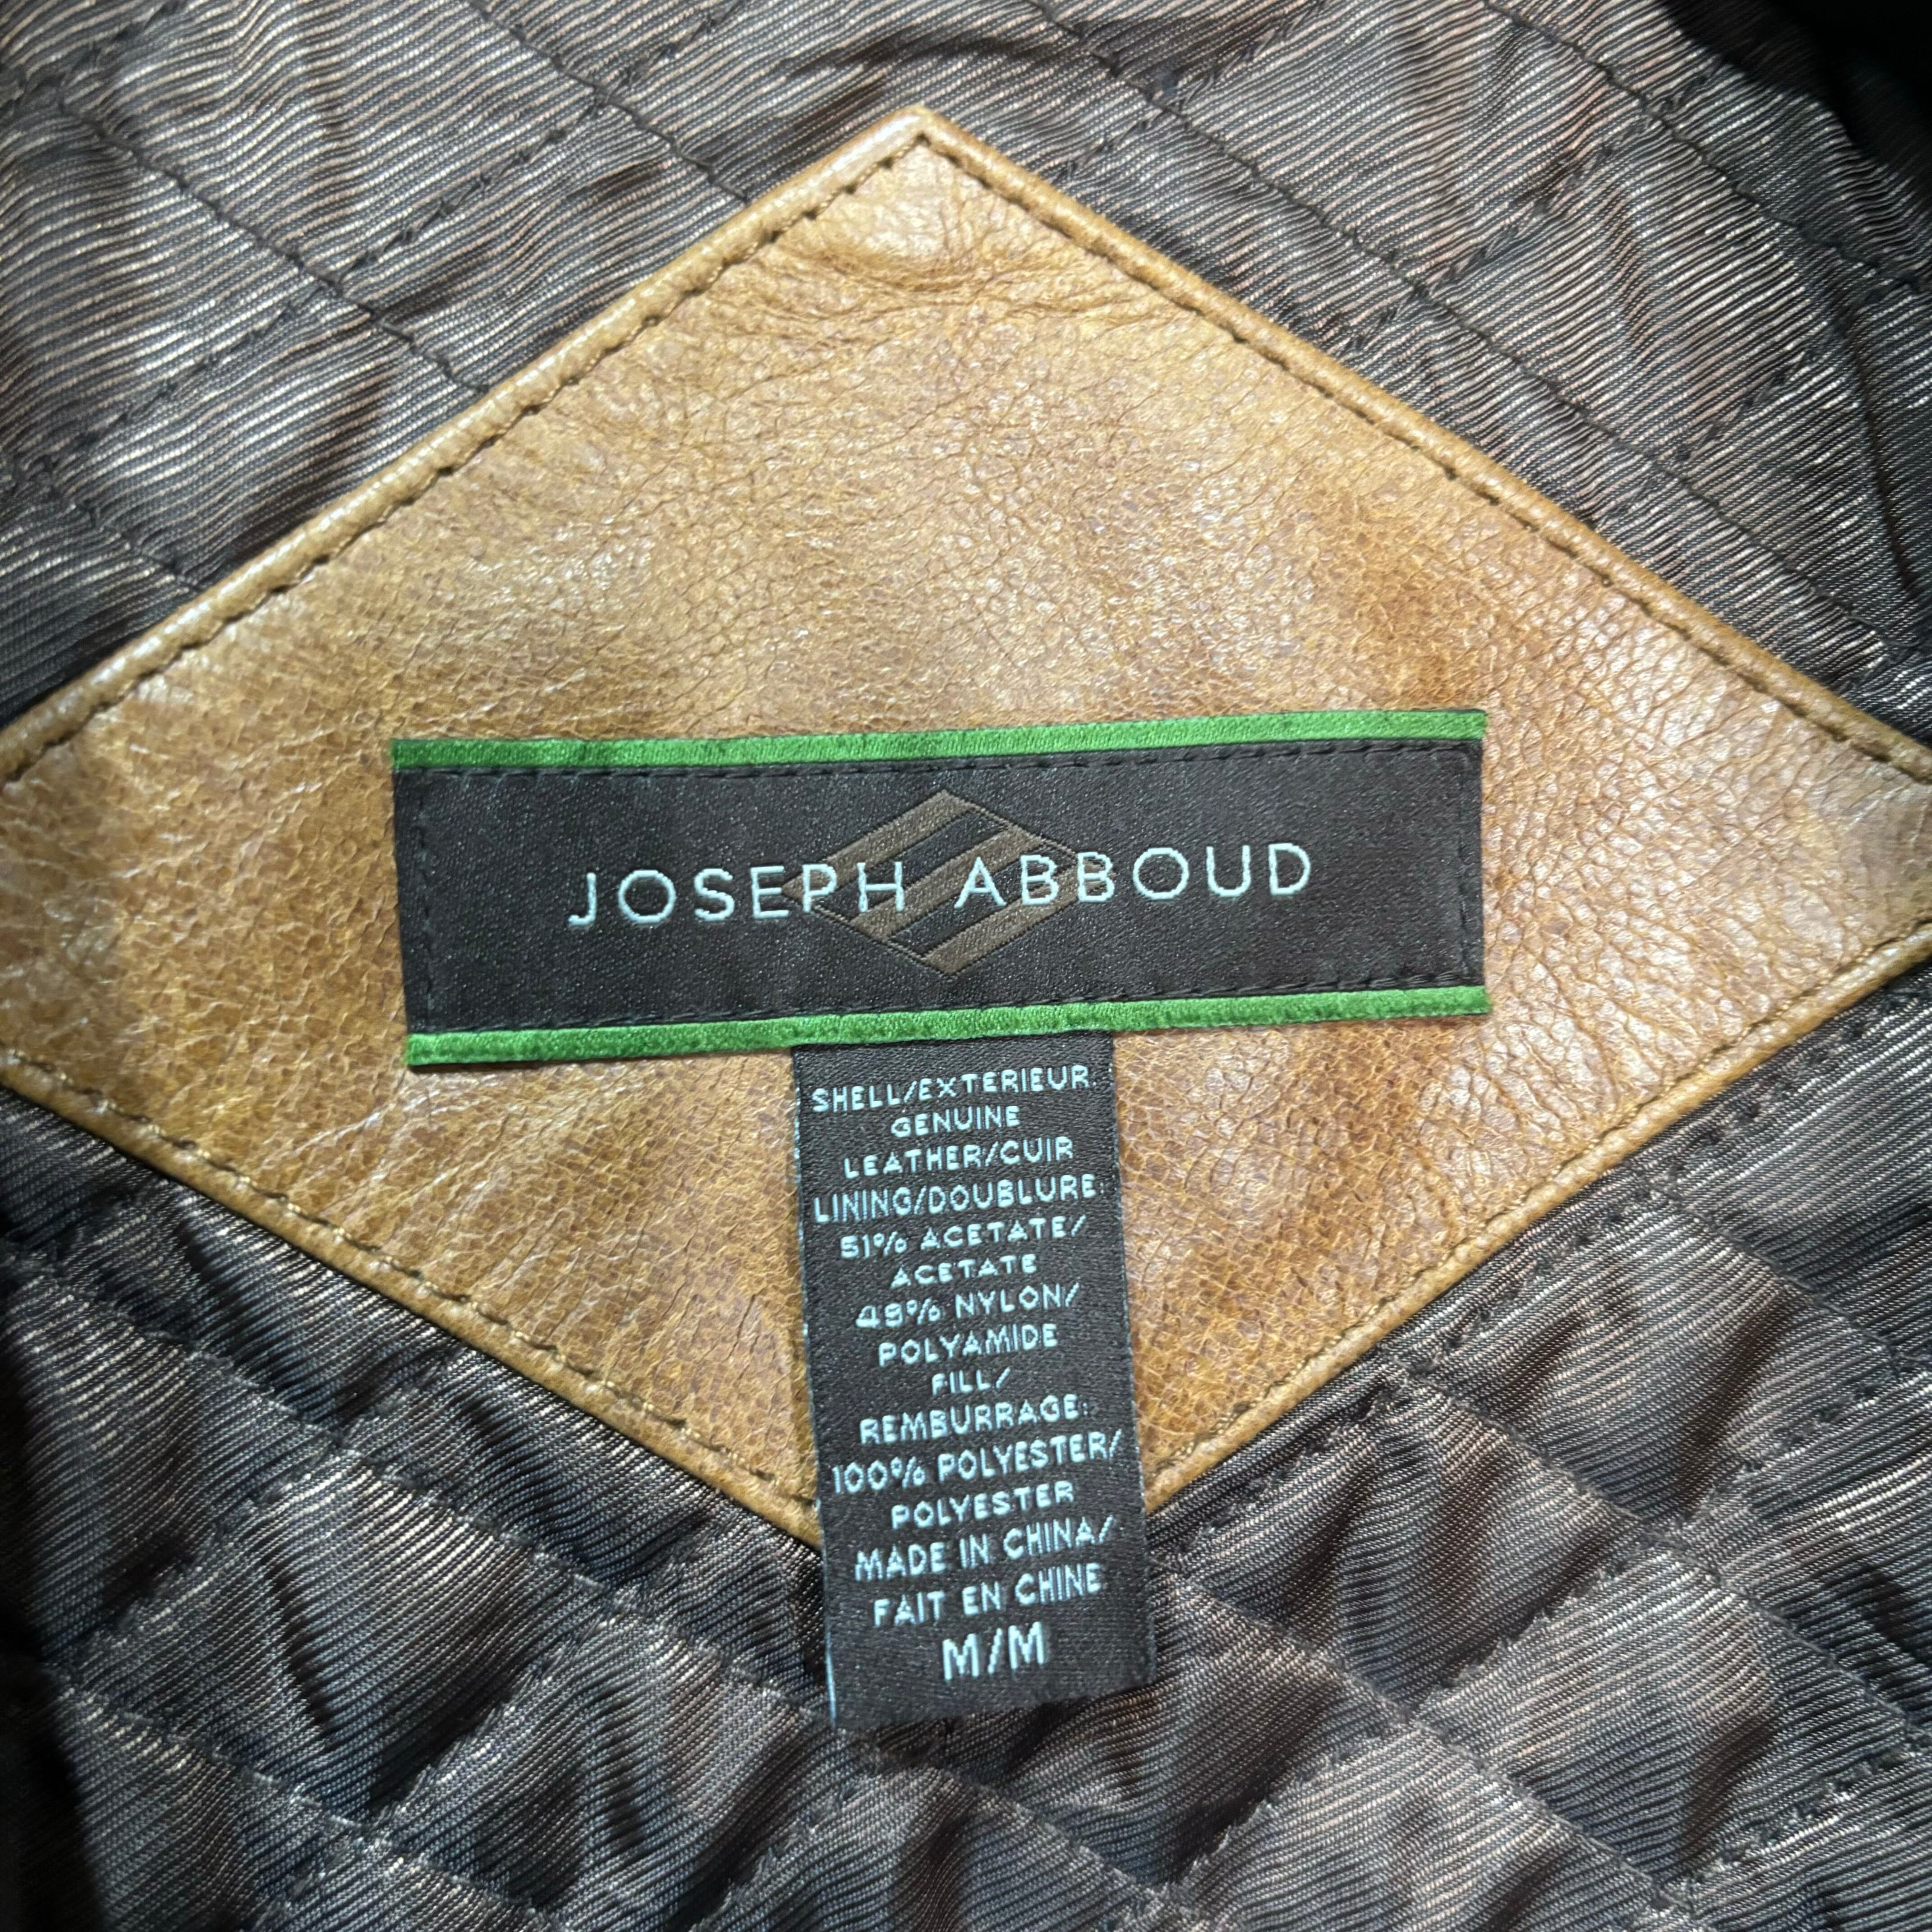 JOSEPH ABBOUD
SHELL/EXTERIEUR:
GENUINE
LEATHER/CUIR
LINING/DOUBLURE:
51% ACETATE/
ACETATE
49% NYLON/
POLYAMIDE
FILL/
REMBURRAGE:
100% POLYESTER/
POLYESTER
MADE IN CHINA/
FAIT EN CHINE
M/M